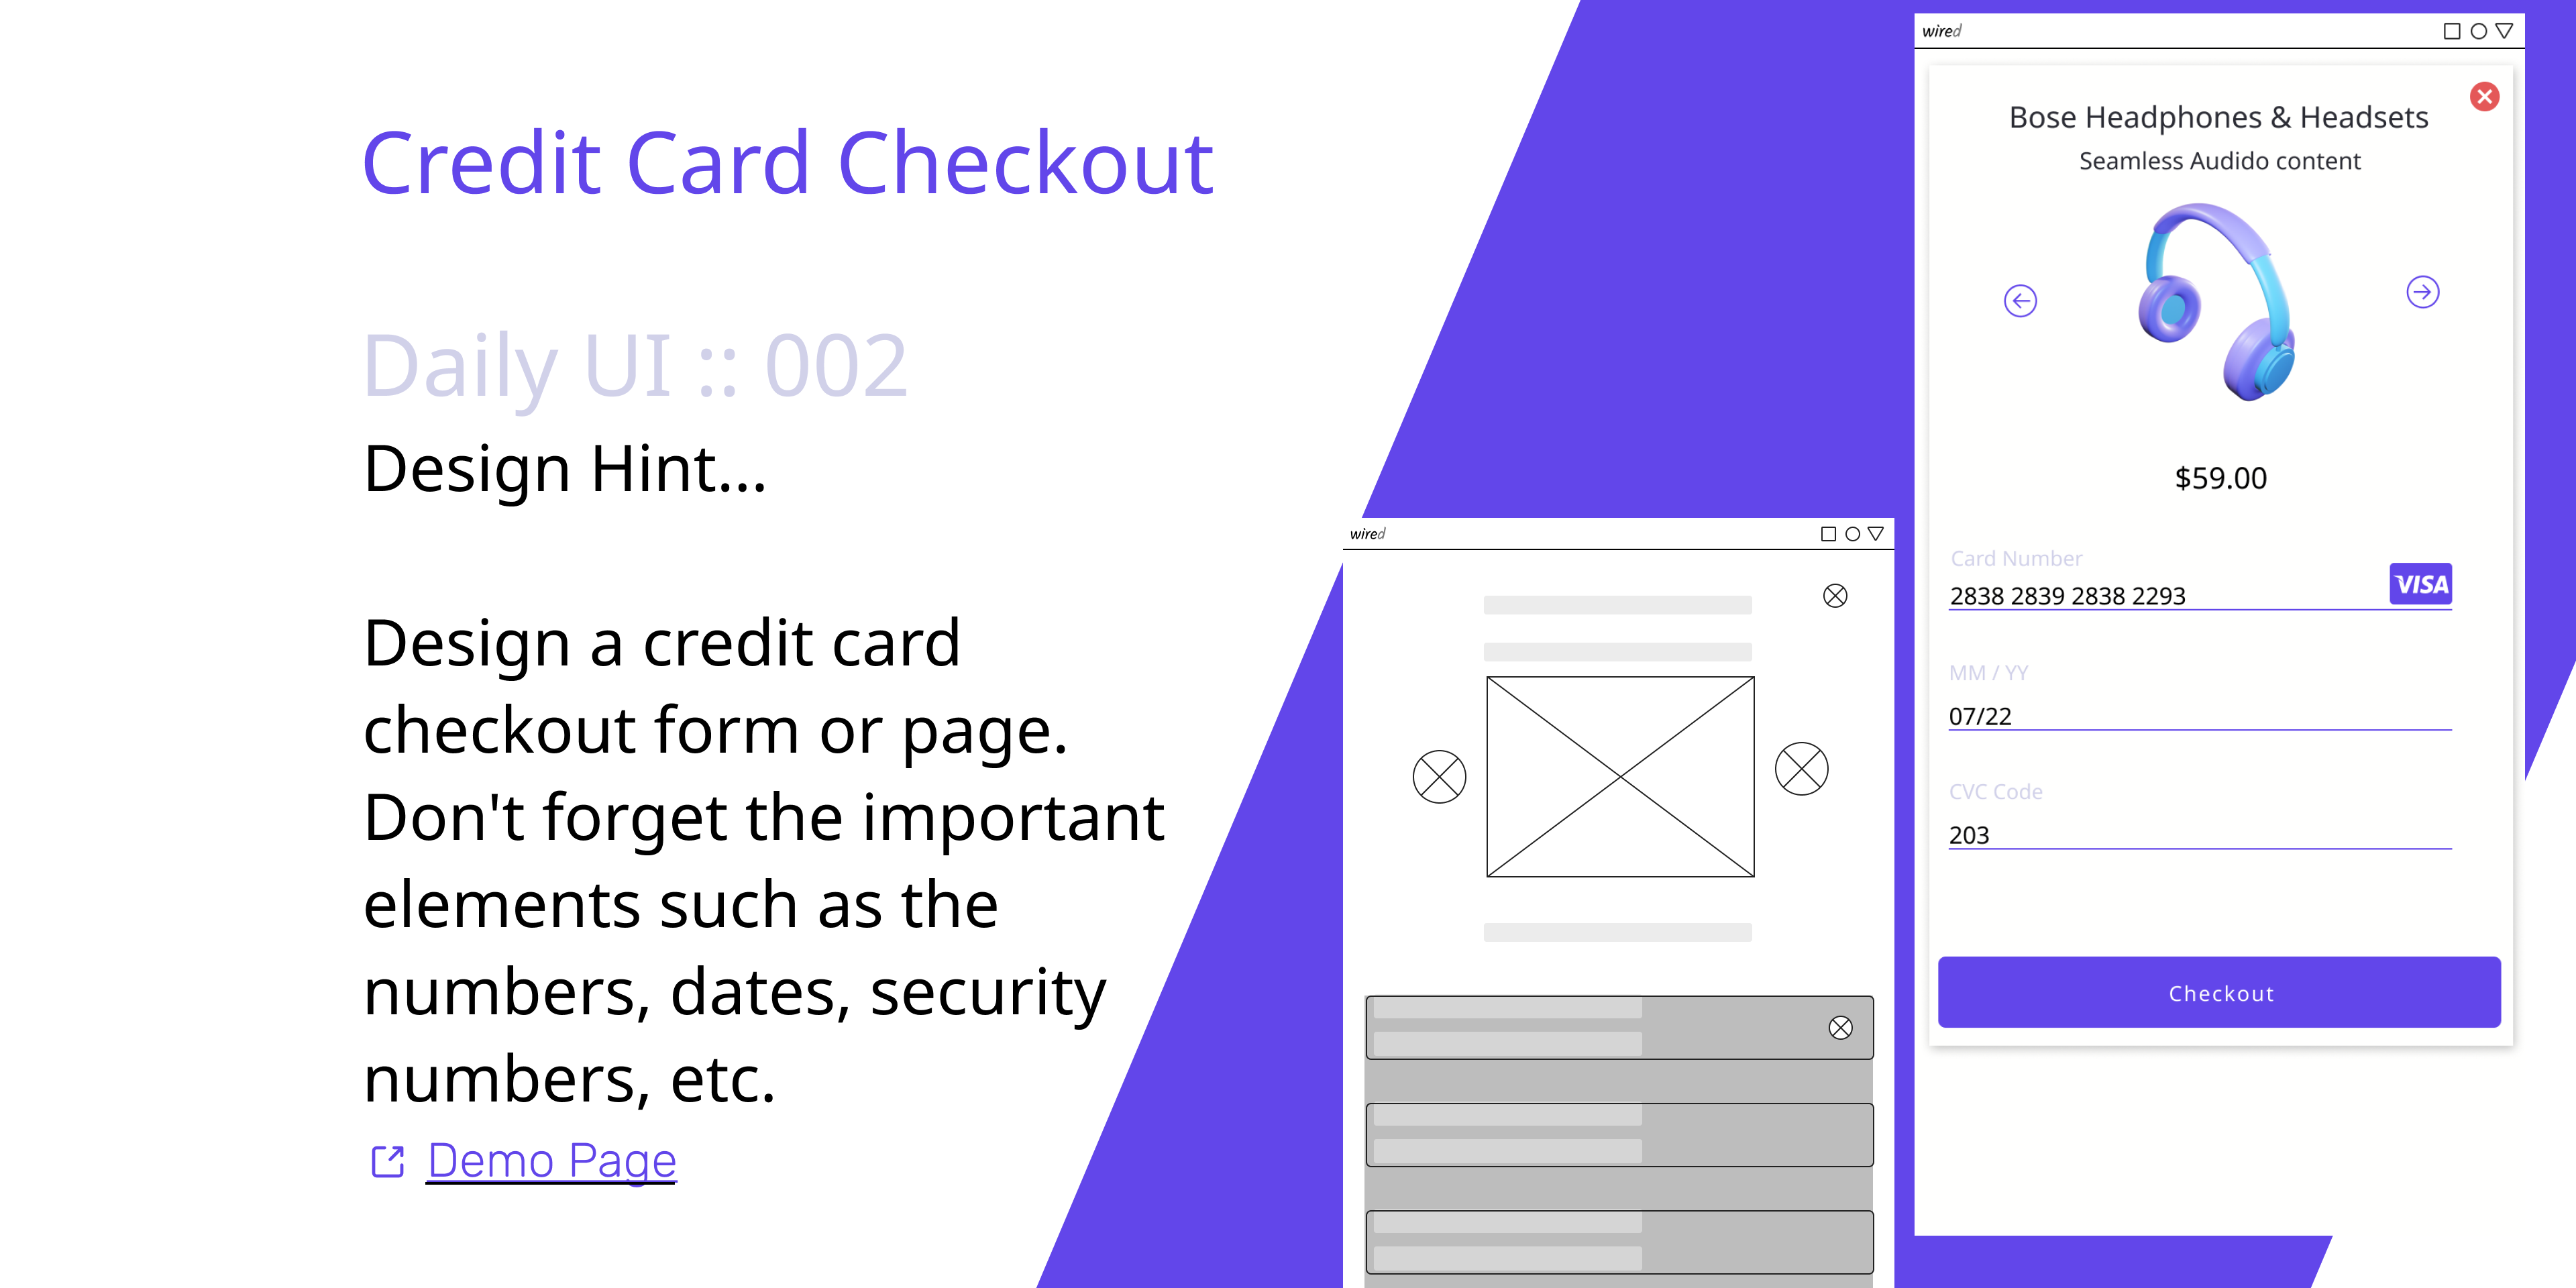 Credit Card Checkout
Daily UI :: 002
Design Hint...
Design a credit card
checkout form or page.
Don't forget the important
elements such as the
numbers, dates, security
numbers, etc.
Demo Page
wired
wired
Bose Headphones & Headsets
Seamless Audido content
$59.00
Card Number
2838 2839 2838 2293
VISA
MM / YY
07/22
CVC Code
203
Checkout